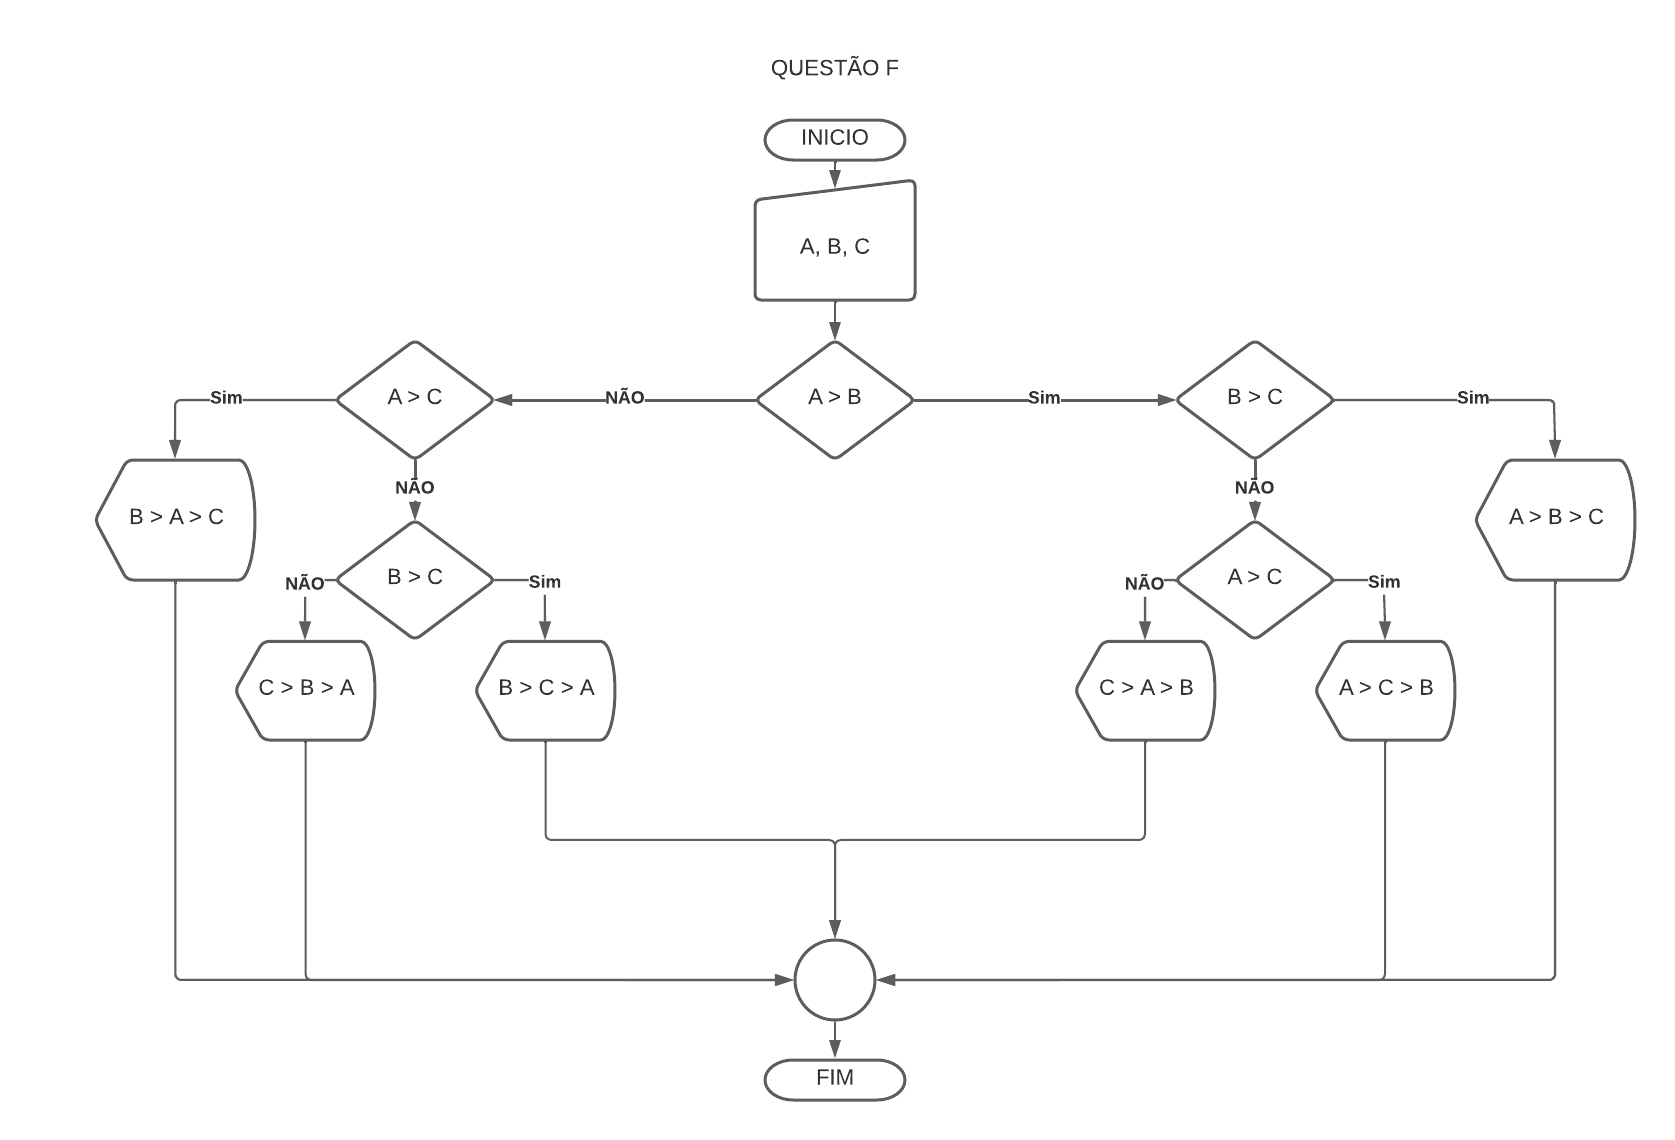 QUESTÃO F
INICIO
A, B, C
A > C
A > B
B > C
Sim
NÃO
Sim
Sim
NÃO
NÃO
B > A > C
A > B > C
B > C
A > C
NÃO
Sim
NÃO
Sim
C > B > A
B > C > A
C > A > B
A > C > B
FIM